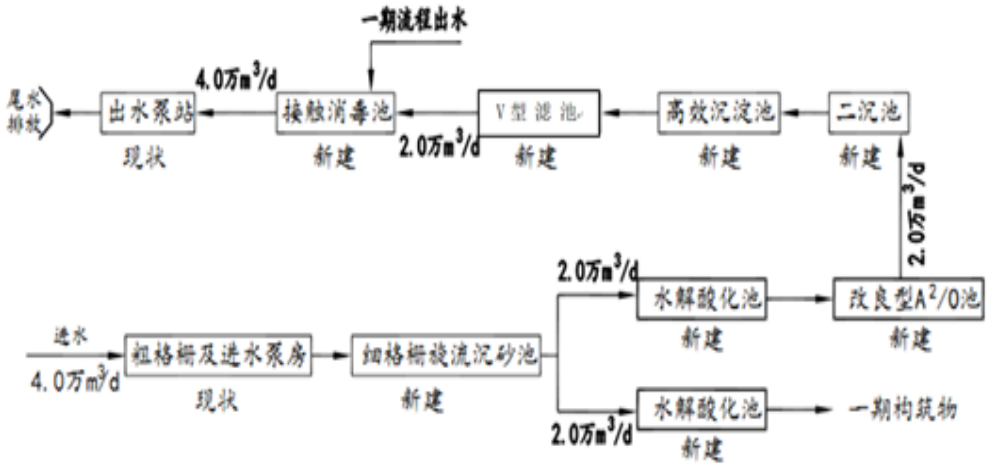 一期流程出水
4.0万m³/d
尾水
排放
出水泵站
接触消毒池
V型滤池
高效沉淀池
二沉池
2.0万m³/d
现状
新建
新建
新建
新建
2.0万m³/d
2.0万m³/d
水解酸化池
改良型A²/O池
新建
新建
进水
粗格栅及进水泵房
细格栅旋流沉砂池
4.0万m³/d
现状
新建
水解酸化池
一期构筑物
2.0万m³/d
新建